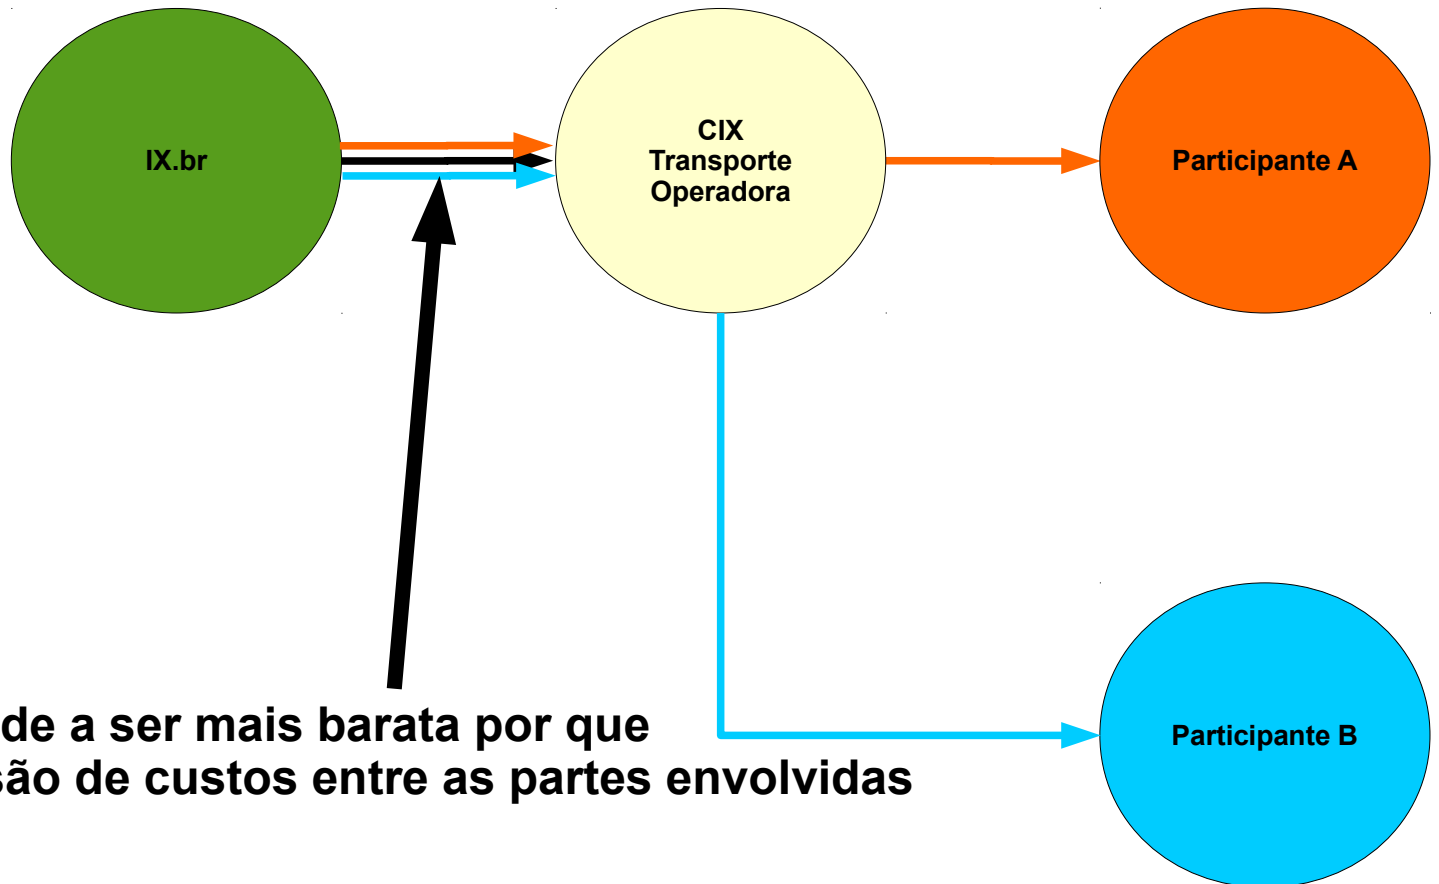 IX.br
CIX
Transporte
Operadora
Participante A
de a ser mais barata por que
são de custos entre as partes envolvidas
Participante B